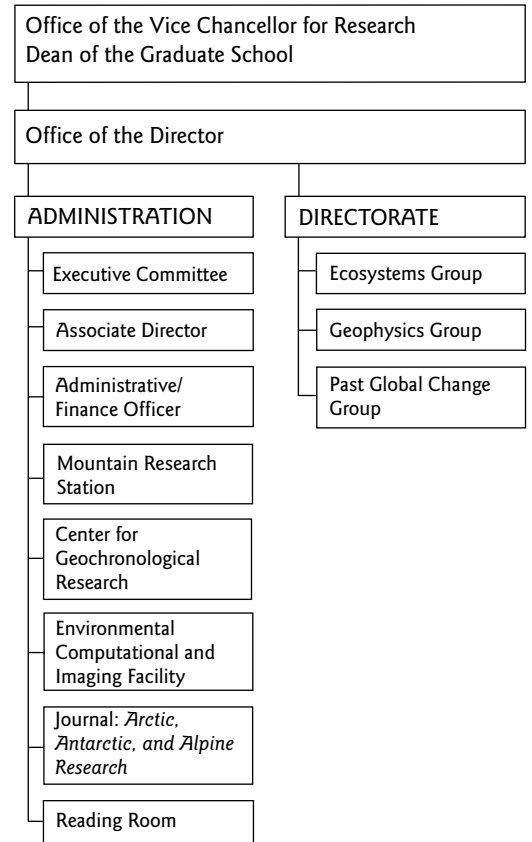 Office of the Vice Chancellor for Research
Dean of the Graduate School
Office of the Director
ADMINISTRATION
Executive Committee
Associate Director
Administrative/
Finance Officer
Mountain Research
Station
Center for
Geochronological
Research
Environmental
Computational and
Imaging Facility
Journal: Arctic,
Antarctic, and Alpine
Research
Reading Room
DIRECTORATE
Ecosystems Group
Geophysics Group
Past Global Change
Group